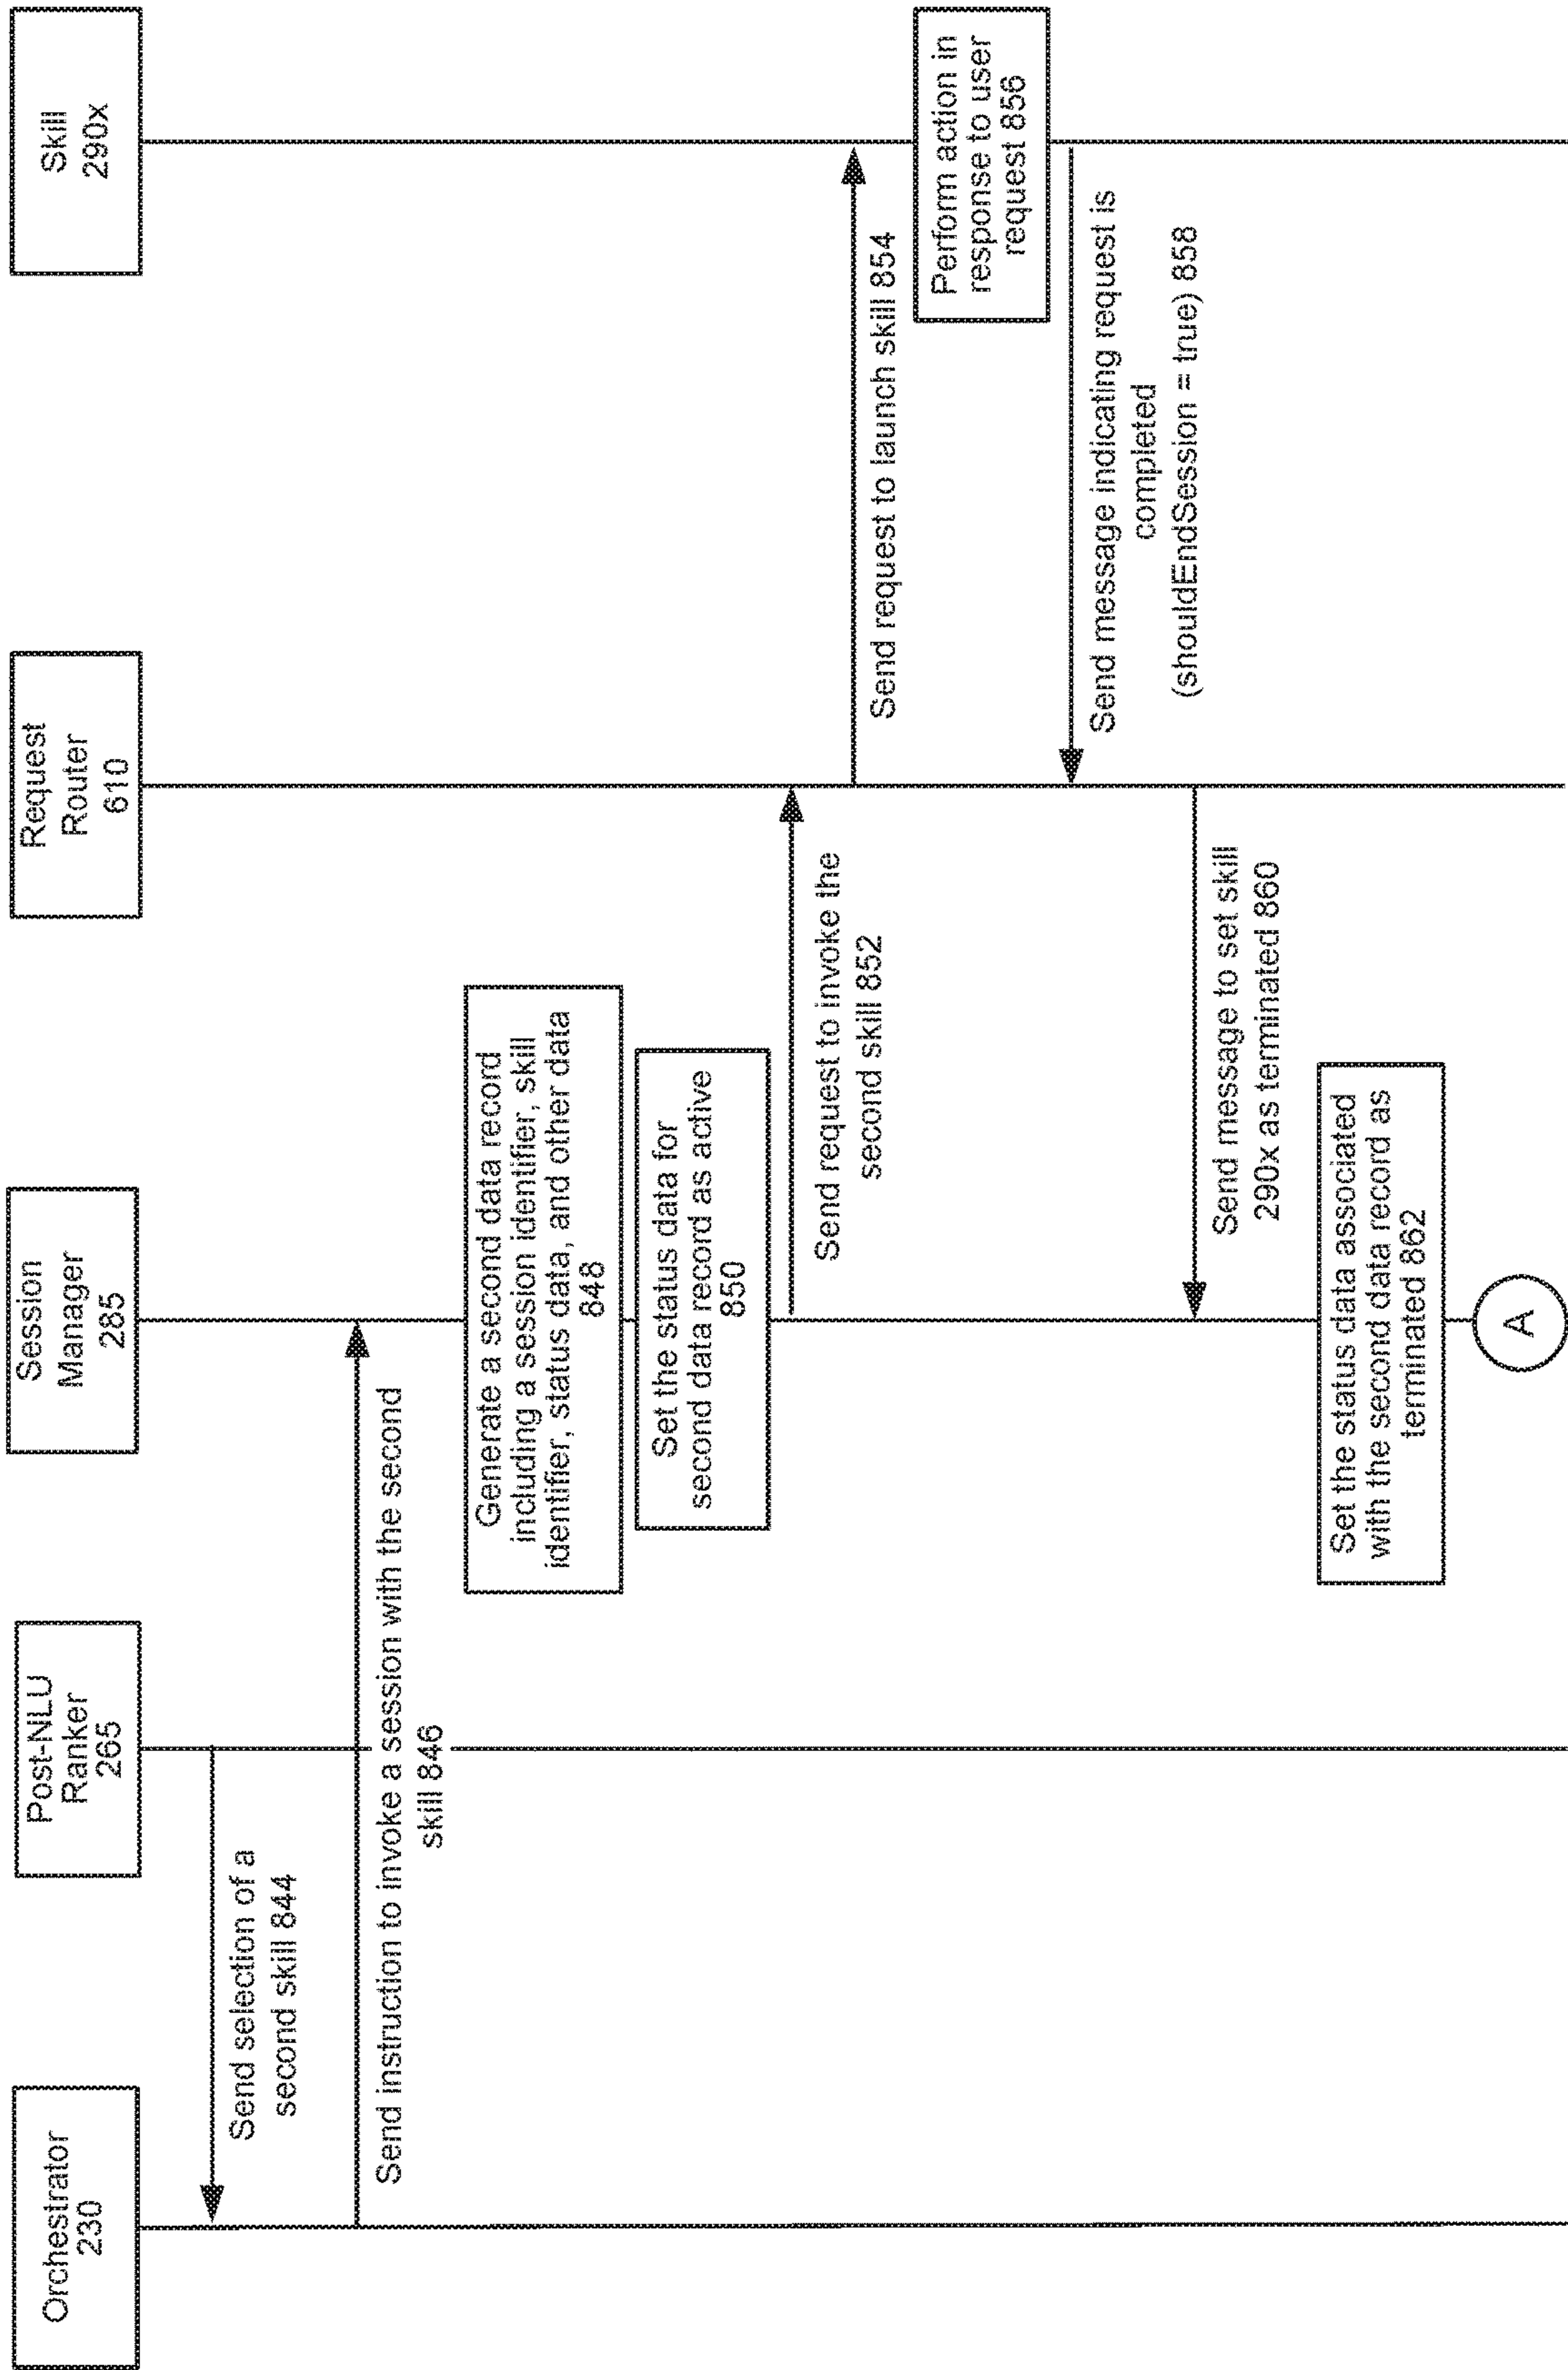 Orchestrator
230
Post-NLU
Ranker
265
Session
Manager
285
Request
Router
610
Skill
290x
Send selection of a
second skill 844
Send instruction to invoke a session with the second
skill 846
Generate a second data record
including a session identifier, skill
identifier, status data, and other data
848
Set the status data for
second data record as active
850
Send request to invoke the
second skill 852
Send request to launch skill 854
Perform action in
response to user
request 856
Send message indicating request is
completed
(shouldEndSession = true) 858
Send message to set skill
290x as terminated 860
Set the status data associated
with the second data record as
terminated 862
A